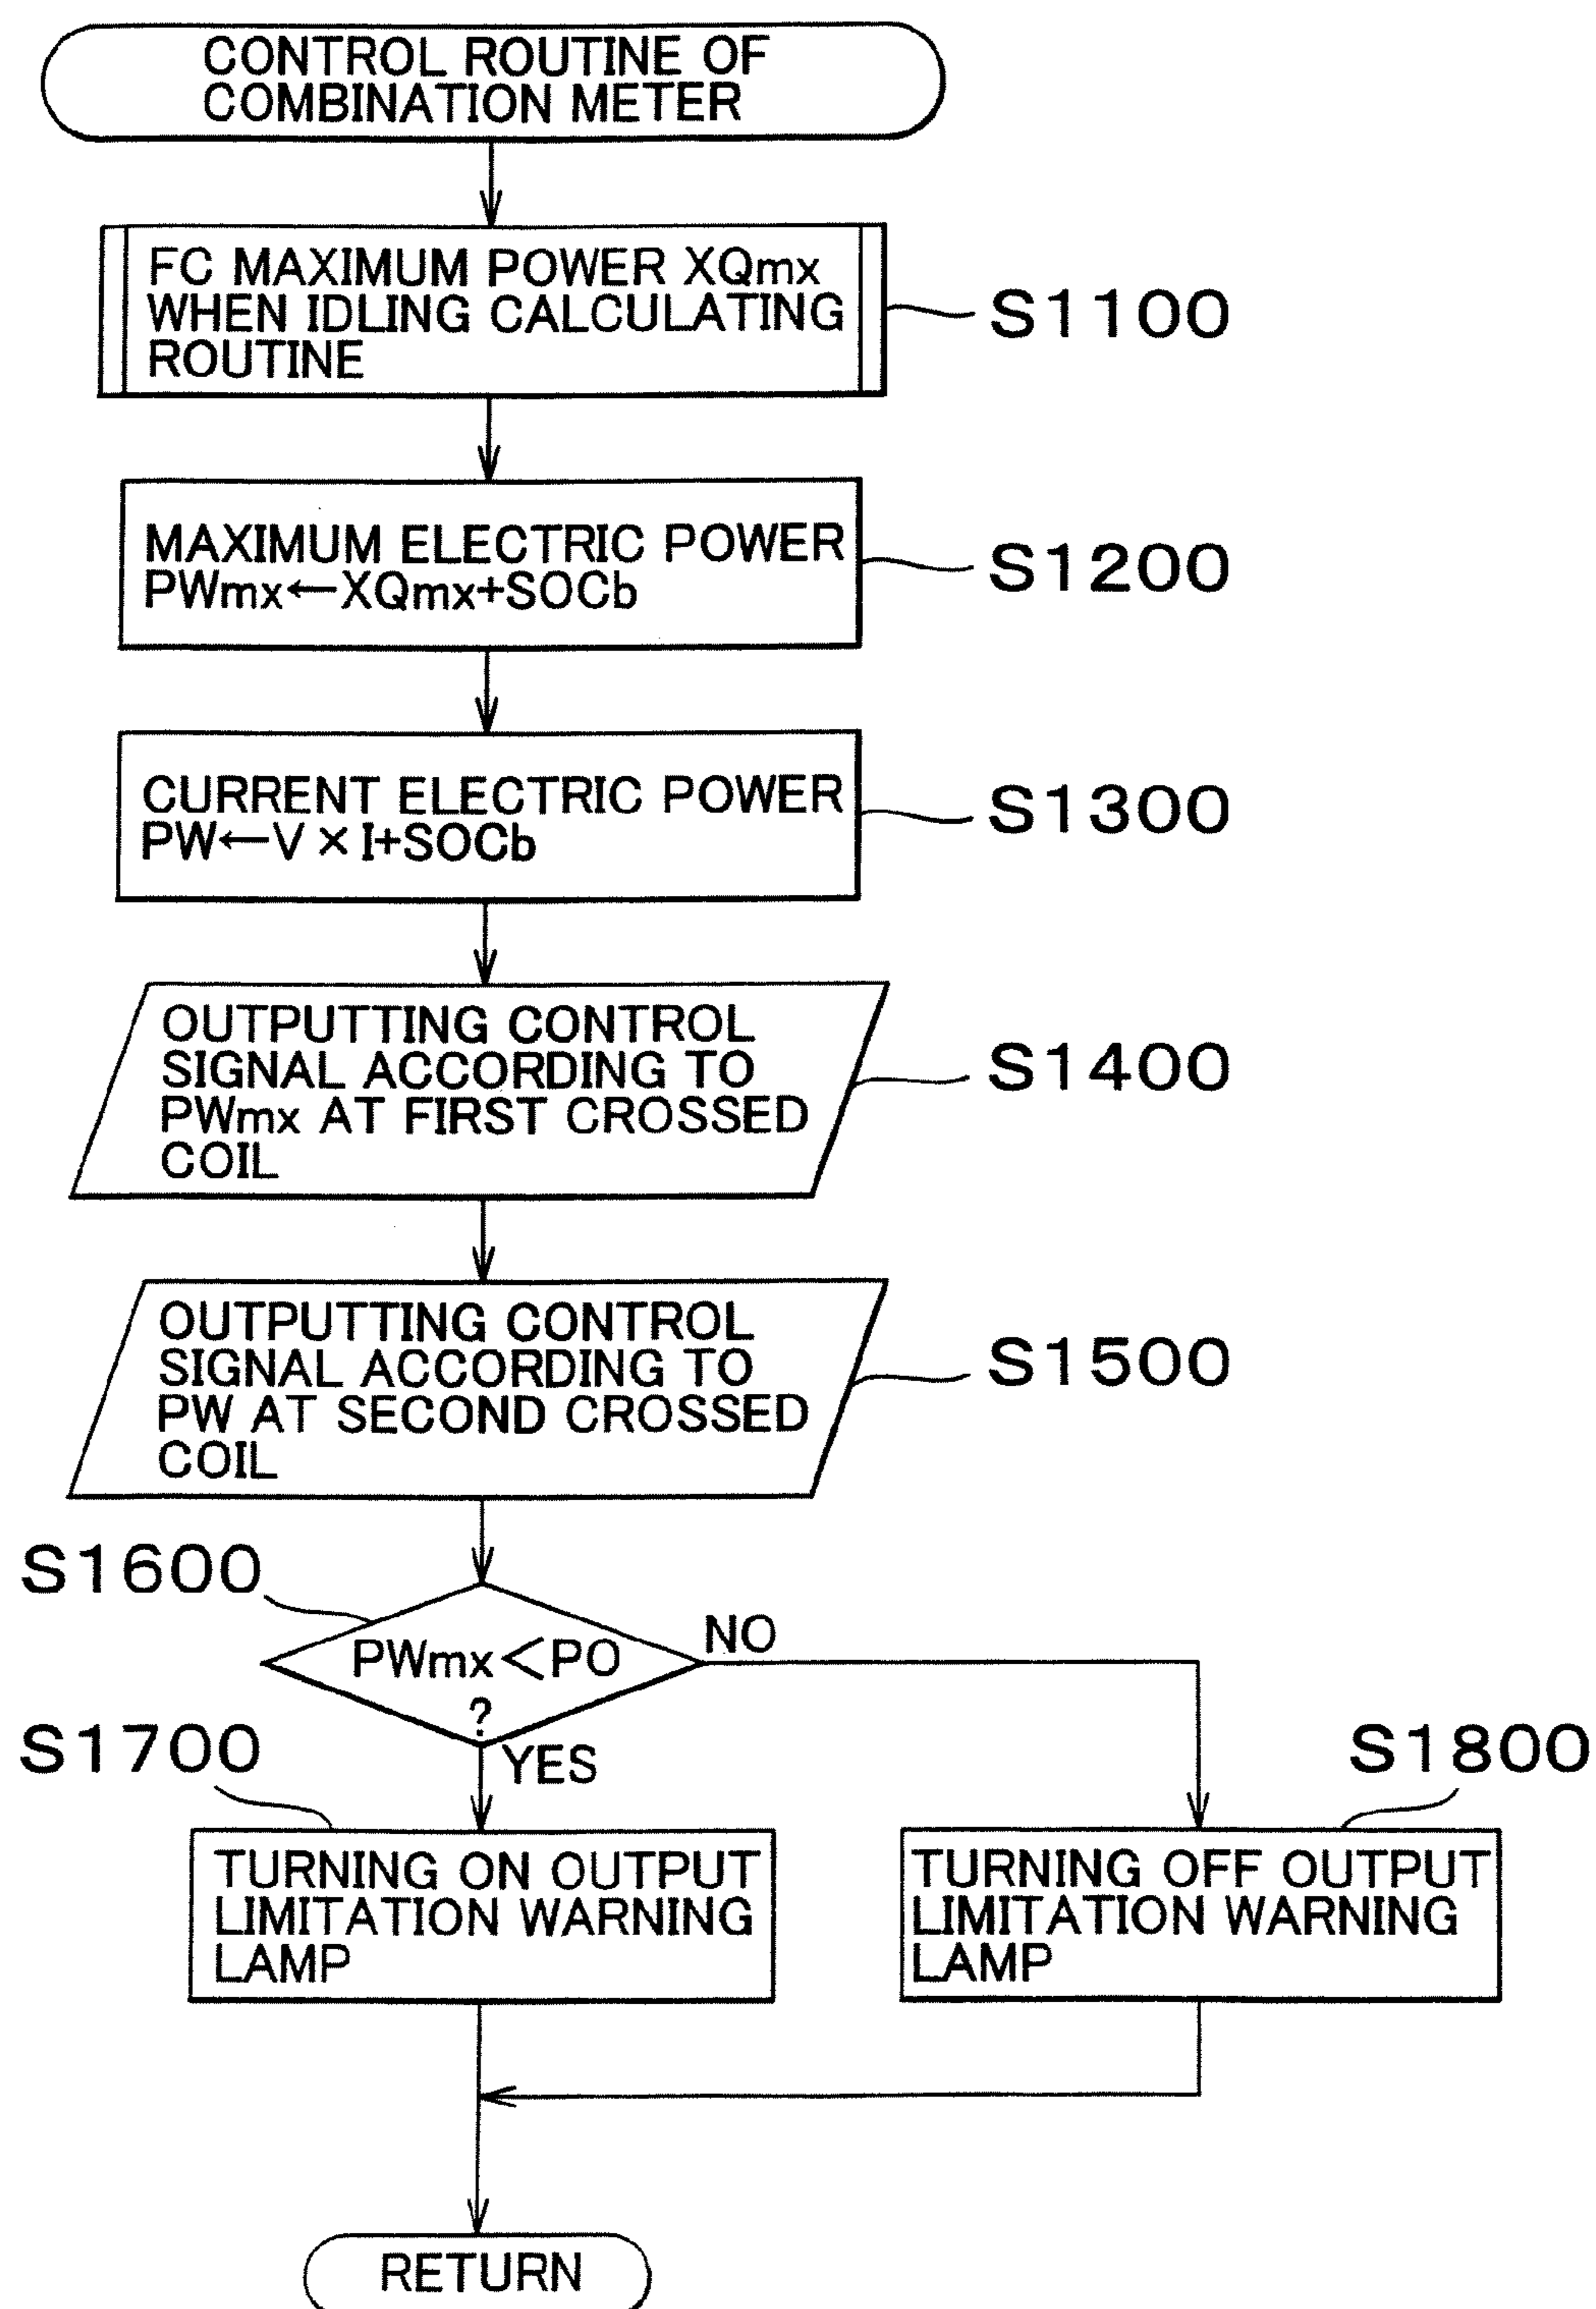 CONTROL ROUTINE OF
COMBINATION METER
FC MAXIMUM POWER XQmx
WHEN IDLING CALCULATING
ROUTINE
S1100
MAXIMUM ELECTRIC POWER
PWmx←XQmx+SOCb
S1200
CURRENT ELECTRIC POWER
PW←V×I+SOCb
S1300
OUTPUTTING CONTROL
SIGNAL ACCORDING TO
PWmx AT FIRST CROSSED
COIL
S1400
OUTPUTTING CONTROL
SIGNAL ACCORDING TO
PW AT SECOND CROSSED
COIL
S1500
S1600
PWmx<PO
?
NO
YES
S1700
TURNING ON OUTPUT
LIMITATION WARNING
LAMP
S1800
TURNING OFF OUTPUT
LIMITATION WARNING
LAMP
RETURN